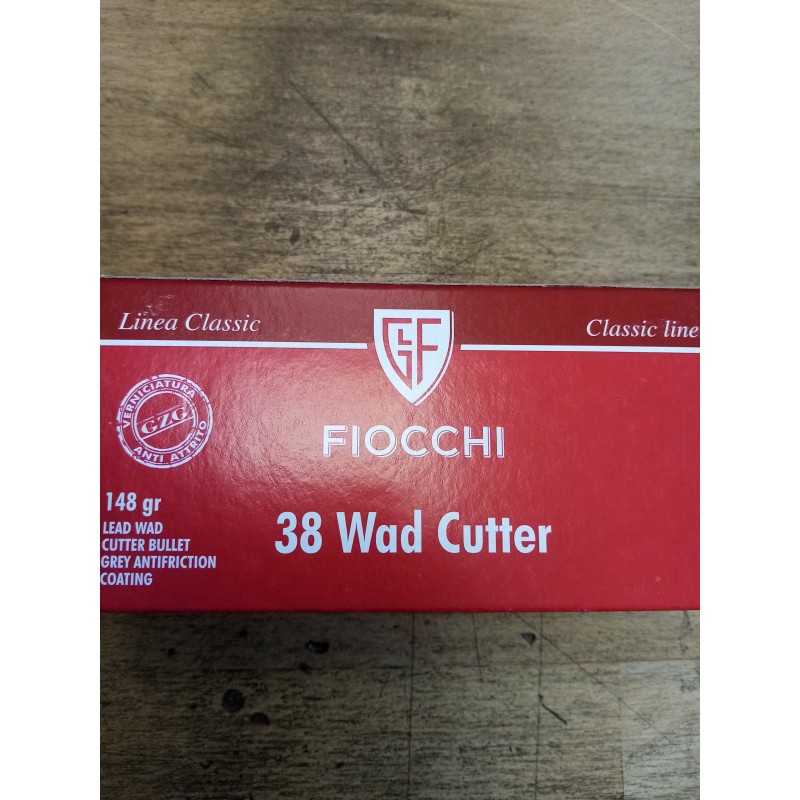 Linea Classic
Classic line
GF
FIOCCHI
VERNICIATURA
GZG
ANTI ATTRITO
148 gr
LEAD WAD
CUTTER BULLET
GREY ANTIFRICTION
COATING
38 Wad Cutter